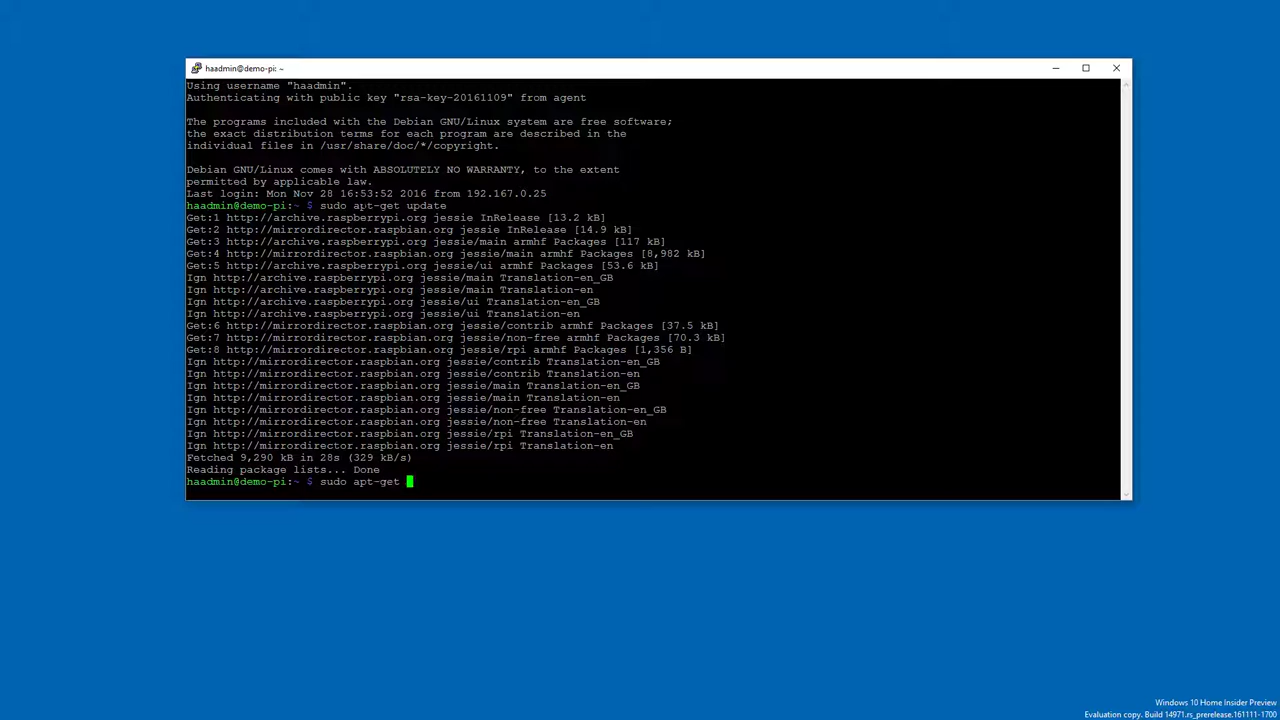 haadmin@demo-pi: ~
Using username "haadmin".
Authenticating with public key "rsa-key-20161109" from agent
The programs included with the Debian GNU/Linux system are free software;
the exact distribution terms for each program are described in the
individual files in /usr/share/doc/*/copyright.
Debian GNU/Linux comes with ABSOLUTELY NO WARRANTY, to the extent
permitted by applicable law.
Last login: Mon Nov 28 16:53:52 2016 from 192.167.0.25
haadmin@demo-pi:~ $ sudo apt-get update
Get:1 http://archive.raspberrypi.org jessie InRelease [13.2 kB]
Get:2 http://mirrordirector.raspbian.org jessie InRelease [14.9 kB]
Get:3 http://archive.raspberrypi.org jessie/main armhf Packages [117 kB]
Get:4 http://mirrordirector.raspbian.org jessie/main armhf Packages [8,982 kB]
Get:5 http://archive.raspberrypi.org jessie/ui armhf Packages [53.6 kB]
Ign http://archive.raspberrypi.org jessie/main Translation-en_GB
Ign http://archive.raspberrypi.org jessie/main Translation-en
Ign http://archive.raspberrypi.org jessie/ui Translation-en_GB
Ign http://archive.raspberrypi.org jessie/ui Translation-en
Get:6 http://mirrordirector.raspbian.org jessie/contrib armhf Packages [37.5 kB]
Get:7 http://mirrordirector.raspbian.org jessie/non-free armhf Packages [70.3 kB]
Get:8 http://mirrordirector.raspbian.org jessie/rpi armhf Packages [1,356 B]
Ign http://mirrordirector.raspbian.org jessie/contrib Translation-en_GB
Ign http://mirrordirector.raspbian.org jessie/contrib Translation-en
Ign http://mirrordirector.raspbian.org jessie/main Translation-en_GB
Ign http://mirrordirector.raspbian.org jessie/main Translation-en
Ign http://mirrordirector.raspbian.org jessie/non-free Translation-en_GB
Ign http://mirrordirector.raspbian.org jessie/non-free Translation-en
Ign http://mirrordirector.raspbian.org jessie/rpi Translation-en_GB
Ign http://mirrordirector.raspbian.org jessie/rpi Translation-en
Fetched 9,290 kB in 28s (329 kB/s)
Reading package lists... Done
haadmin@demo-pi:~ $ sudo apt-get
Windows 10 Home Insider Preview
Evaluation copy. Build 14971.rs_prerelease.161111-1700